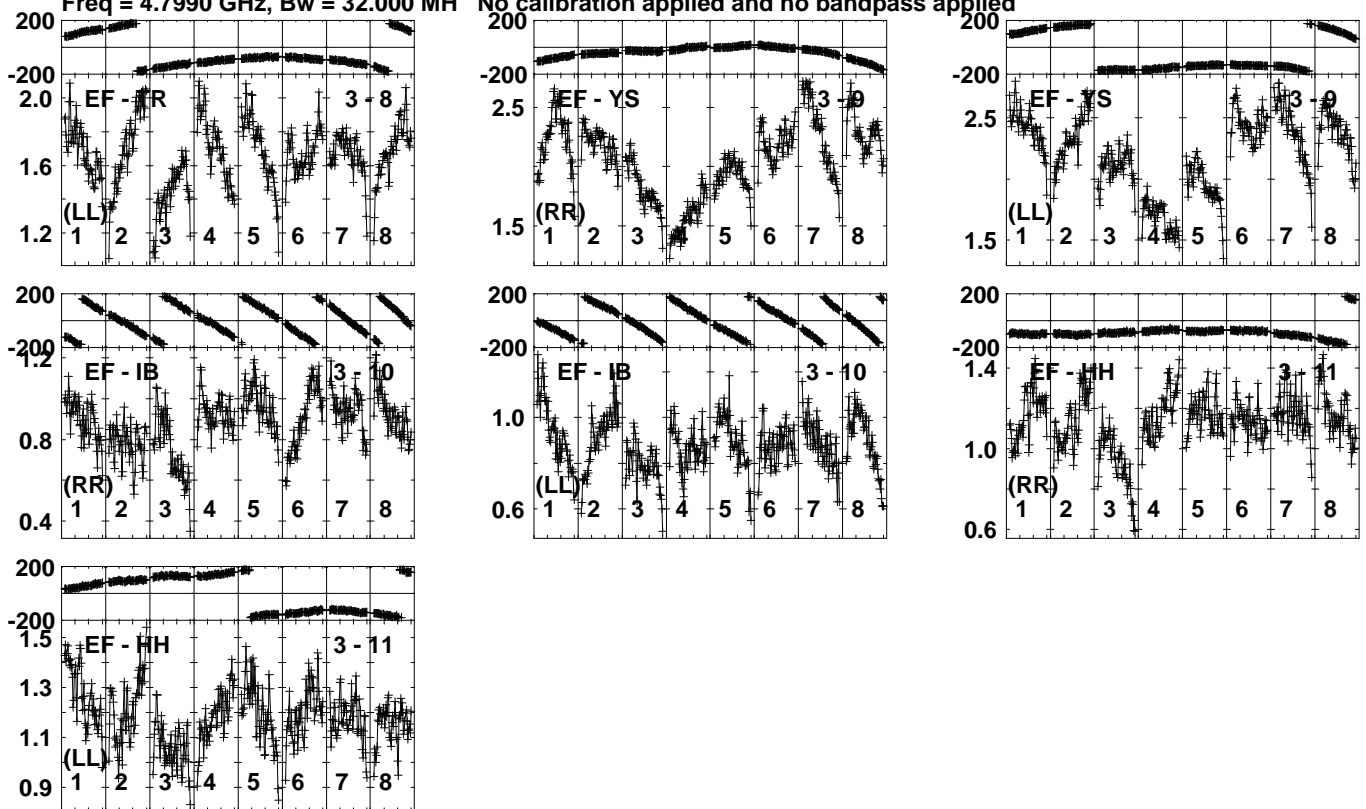 Freq = 4.7990 GHz, Bw = 32.000 MH No calibration applied and no bandpass applied
200
-200
EF - TR 3 - 8
2.0
1.6
(LL)
1.2
1 2 3 4 5 6 7 8
200
-200
EF - YS 3 - 9
2.5
(RR)
1.5
1 2 3 4 5 6 7 8
200
-200
EF - YS 3 - 9
2.5
(LL)
1.5
1 2 3 4 5 6 7 8
200
-200
1.2
EF - IB 3 - 10
0.8
(RR)
0.4
1 2 3 4 5 6 7 8
200
-200
EF - IB 3 - 10
1.0
(LL)
0.6
1 2 3 4 5 6 7 8
200
-200
1.4
EF - HH 3 - 11
1.0
(RR)
0.6
1 2 3 4 5 6 7 8
200
-200
1.5
EF - HH 3 - 11
1.3
1.1
(LL)
0.9
1 2 3 4 5 6 7 8